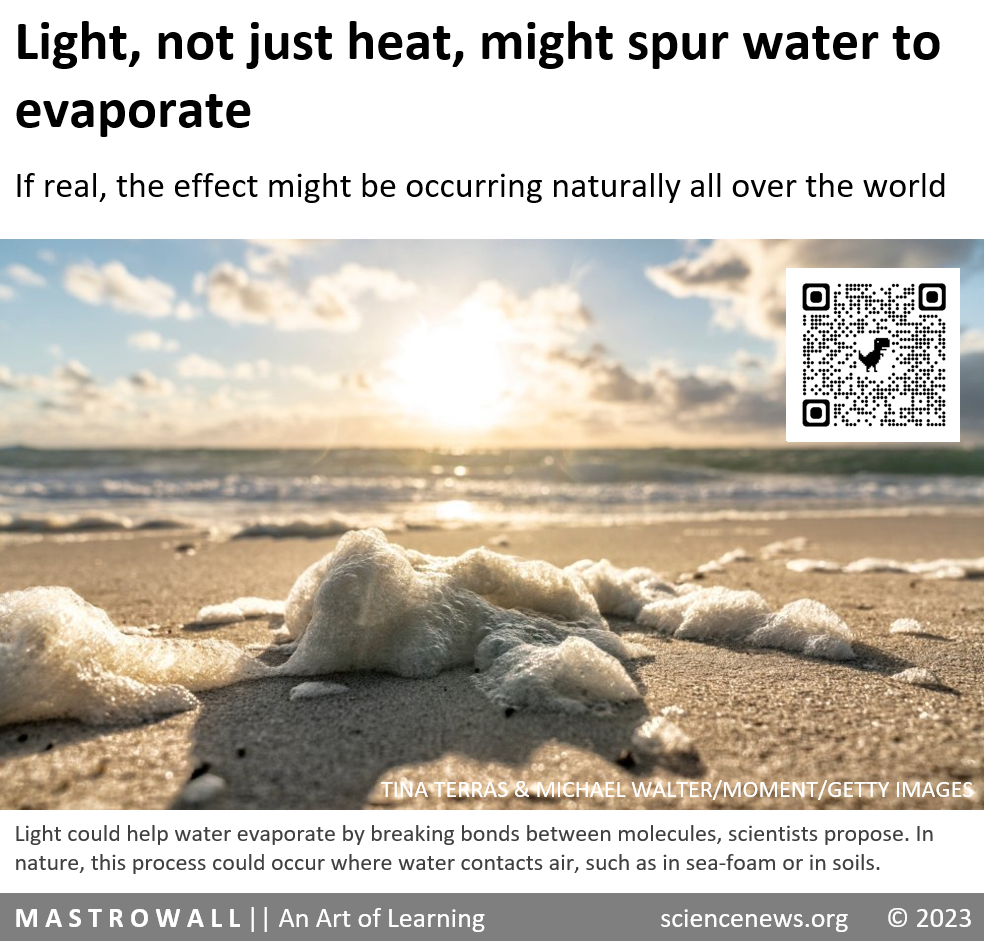 Light, not just heat, might spur water to
evaporate
If real, the effect might be occurring naturally all over the world
TINA TERRAS & MICHAEL WALTER/MOMENT/GETTY IMAGES
Light could help water evaporate by breaking bonds between molecules, scientists propose. In
nature, this process could occur where water contacts air, such as in sea-foam or in soils.
MASTROWALL || An Art of Learning sciencenews.org © 2023